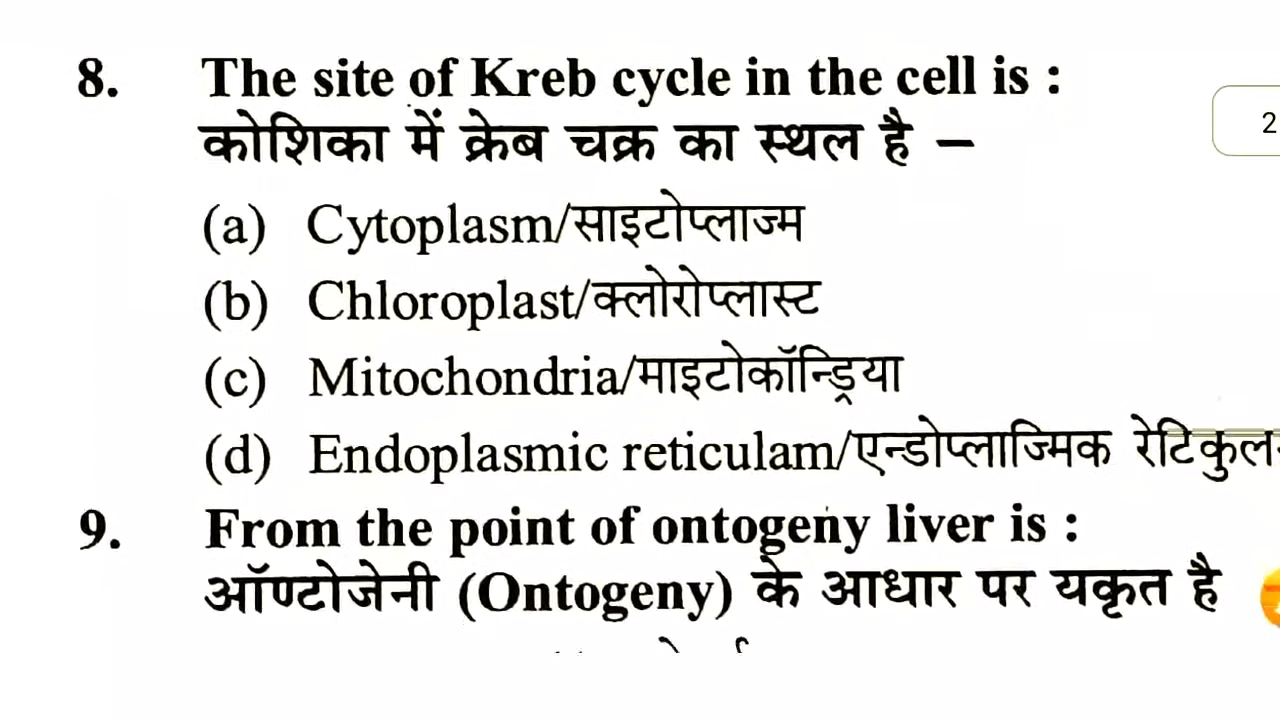 8. The site of Kreb cycle in the cell is :
कोशिका में क्रेब चक्र का स्थल है –
2
(a) Cytoplasm/साइटोप्लाज्म
(b) Chloroplast/क्लोरोप्लास्ट
(c) Mitochondria/माइटोकॉन्ड्रिया
(d) Endoplasmic reticulam/एन्डोप्लाज्मिक
9. From the point of ontogeny liver is :
ऑण्टोजेनी (Ontogeny) के आधार पर यकृत है